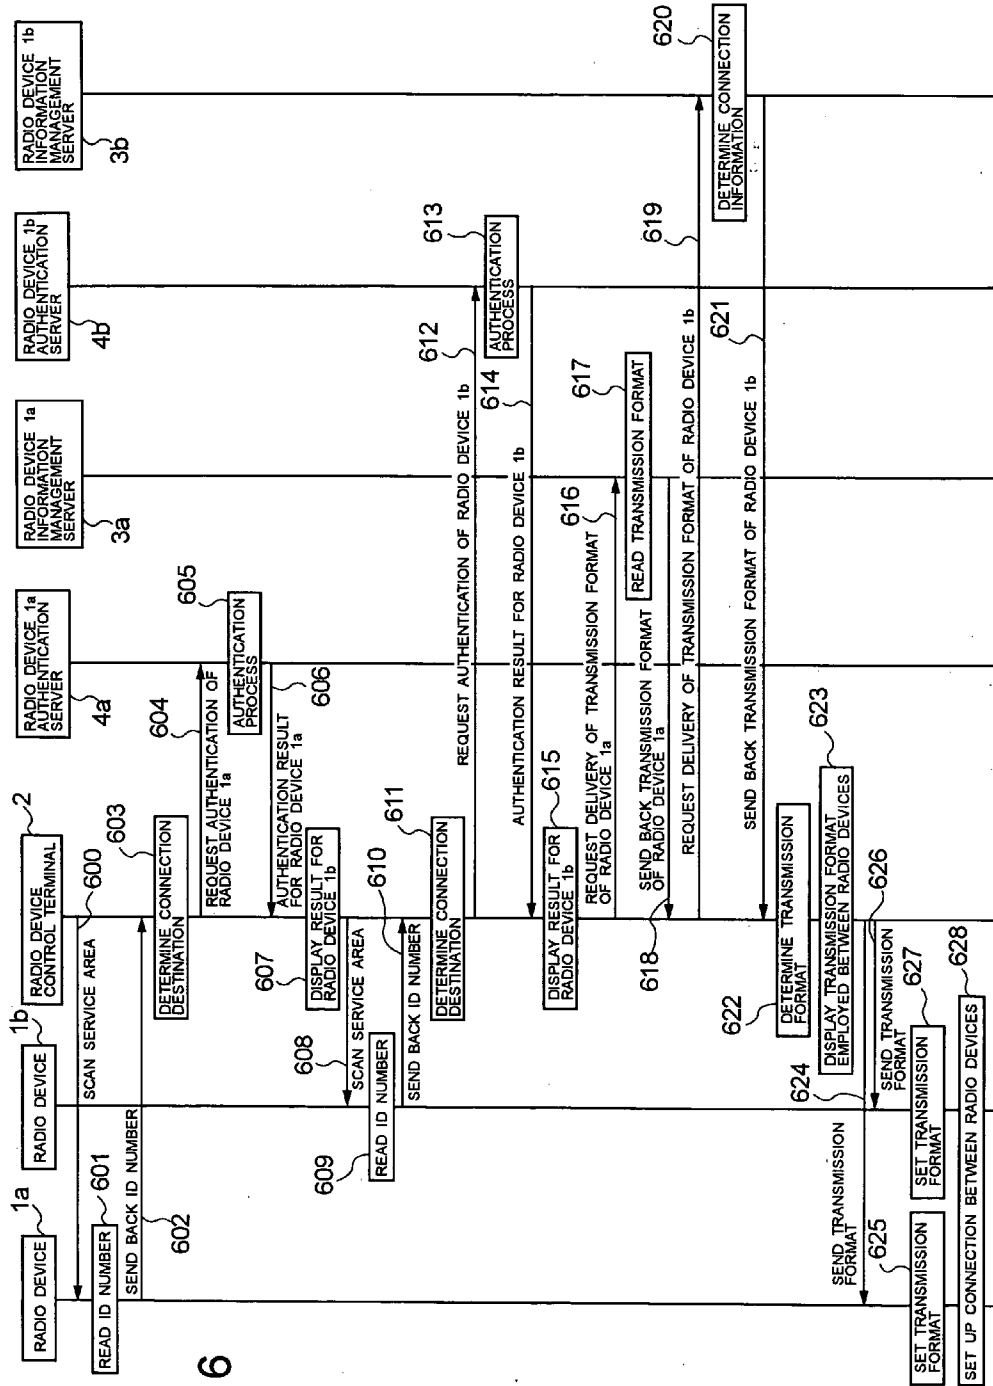 RADIO DEVICE
1a
RADIO DEVICE
1b
RADIO DEVICE
CONTROL TERMINAL
2
RADIO DEVICE 1a
AUTHENTICATION
SERVER
4a
RADIO DEVICE 1a
INFORMATION
MANAGEMENT
SERVER
3a
RADIO DEVICE 1b
AUTHENTICATION
SERVER
4b
RADIO DEVICE 1b
INFORMATION
MANAGEMENT
SERVER
3b
SCAN SERVICE AREA
600
READ ID NUMBER
601
SEND BACK ID NUMBER
602
DETERMINE CONNECTION
DESTINATION
603
REQUEST AUTHENTICATION OF
RADIO DEVICE 1a
604
AUTHENTICATION
PROCESS
605
AUTHENTICATION RESULT
FOR RADIO DEVICE 1a
606
DISPLAY RESULT FOR
RADIO DEVICE 1b
607
SCAN SERVICE AREA
608
READ ID NUMBER
609
SEND BACK ID NUMBER
610
DETERMINE CONNECTION
DESTINATION
611
REQUEST AUTHENTICATION OF RADIO DEVICE 1b
612
AUTHENTICATION
PROCESS
613
AUTHENTICATION RESULT FOR RADIO DEVICE 1b
614
DISPLAY RESULT FOR
RADIO DEVICE 1b
615
REQUEST DELIVERY OF TRANSMISSION FORMAT
OF RADIO DEVICE 1a
616
READ TRANSMISSION FORMAT
617
SEND BACK TRANSMISSION FORMAT
OF RADIO DEVICE 1a
618
REQUEST DELIVERY OF TRANSMISSION FORMAT OF RADIO DEVICE 1b
619
DETERMINE CONNECTION
INFORMATION
620
SEND BACK TRANSMISSION FORMAT OF RADIO DEVICE 1b
621
DETERMINE TRANSMISSION
FORMAT
622
DISPLAY TRANSMISSION FORMAT
EMPLOYED BETWEEN RADIO DEVICES
623
SEND TRANSMISSION
FORMAT
624
SET TRANSMISSION
FORMAT
625
SEND TRANSMISSION
FORMAT
626
SET TRANSMISSION
FORMAT
627
SET UP CONNECTION BETWEEN RADIO DEVICES
628
6